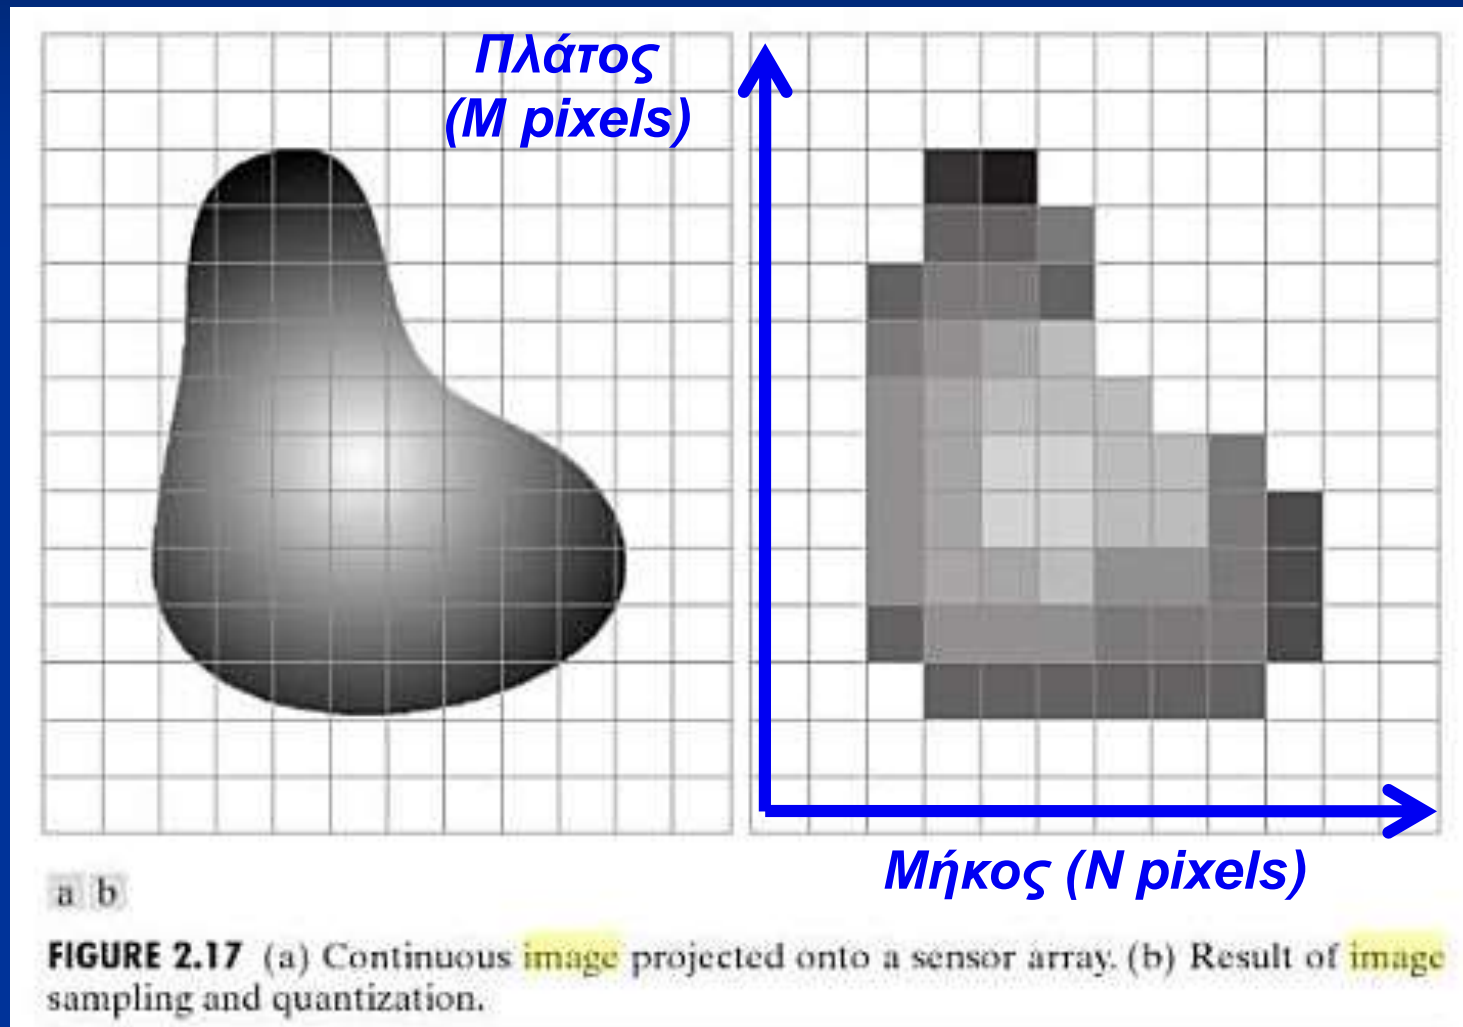 Πλάτος
(M pixels)
Μήκος (N pixels)
a b
FIGURE 2.17 (a) Continuous image projected onto a sensor array. (b) Result of image
sampling and quantization.